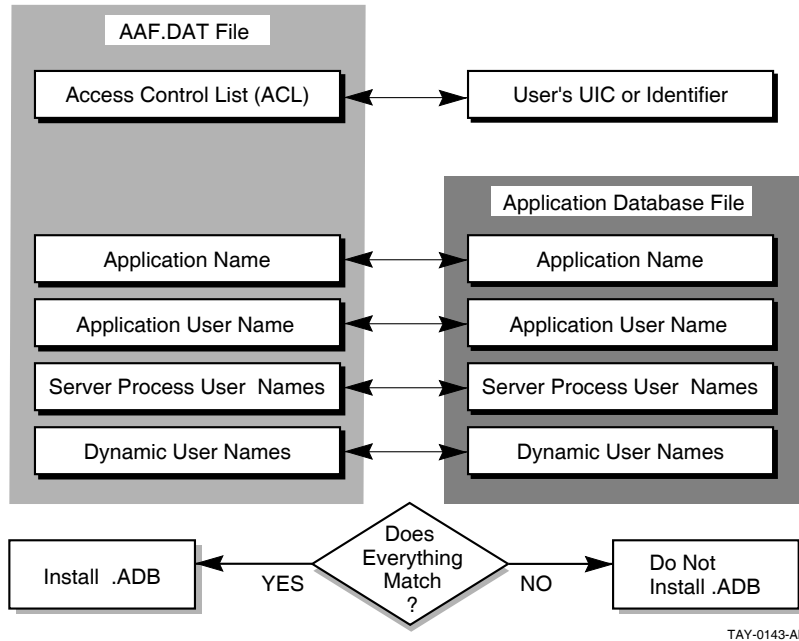 AAF.DAT File
Access Control List (ACL)
User's UIC or Identifier
Application Database File
Application Name
Application Name
Application User Name
Application User Name
Server Process User Names
Server Process User Names
Dynamic User Names
Dynamic User Names
Does
Everything
Match
?
Install .ADB
YES
NO
Do Not
Install .ADB